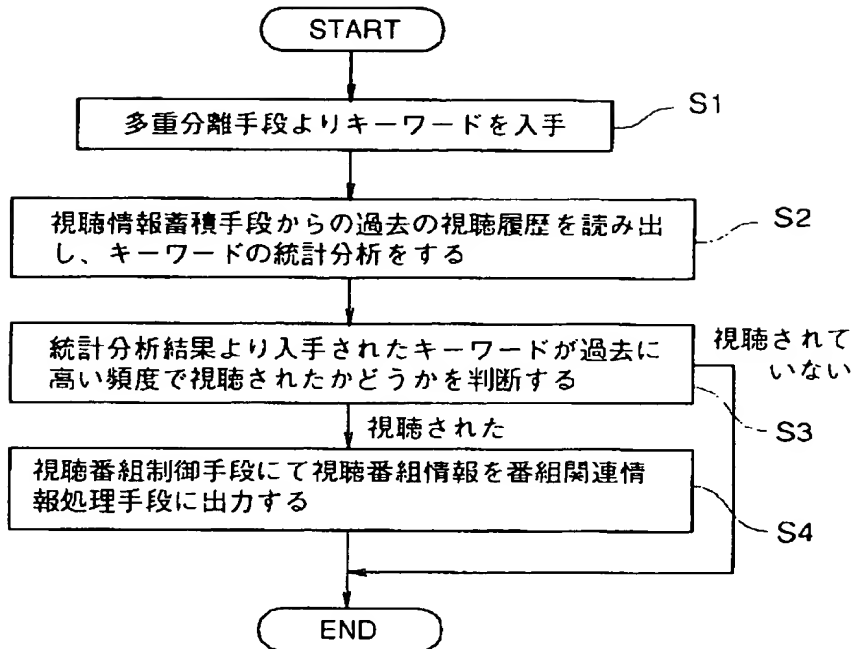 START
多重分離手段よりキーワードを入手
S1
視聴情報蓄積手段からの過去の視聴履歴を読み出
し、キーワードの統計分析をする
S2
統計分析結果より入手されたキーワードが過去に
高い頻度で視聴されたかどうかを判断する
視聴されて
いない
S3
視聴された
視聴番組制御手段にて視聴番組情報を番組関連情
報処理手段に出力する
S4
END